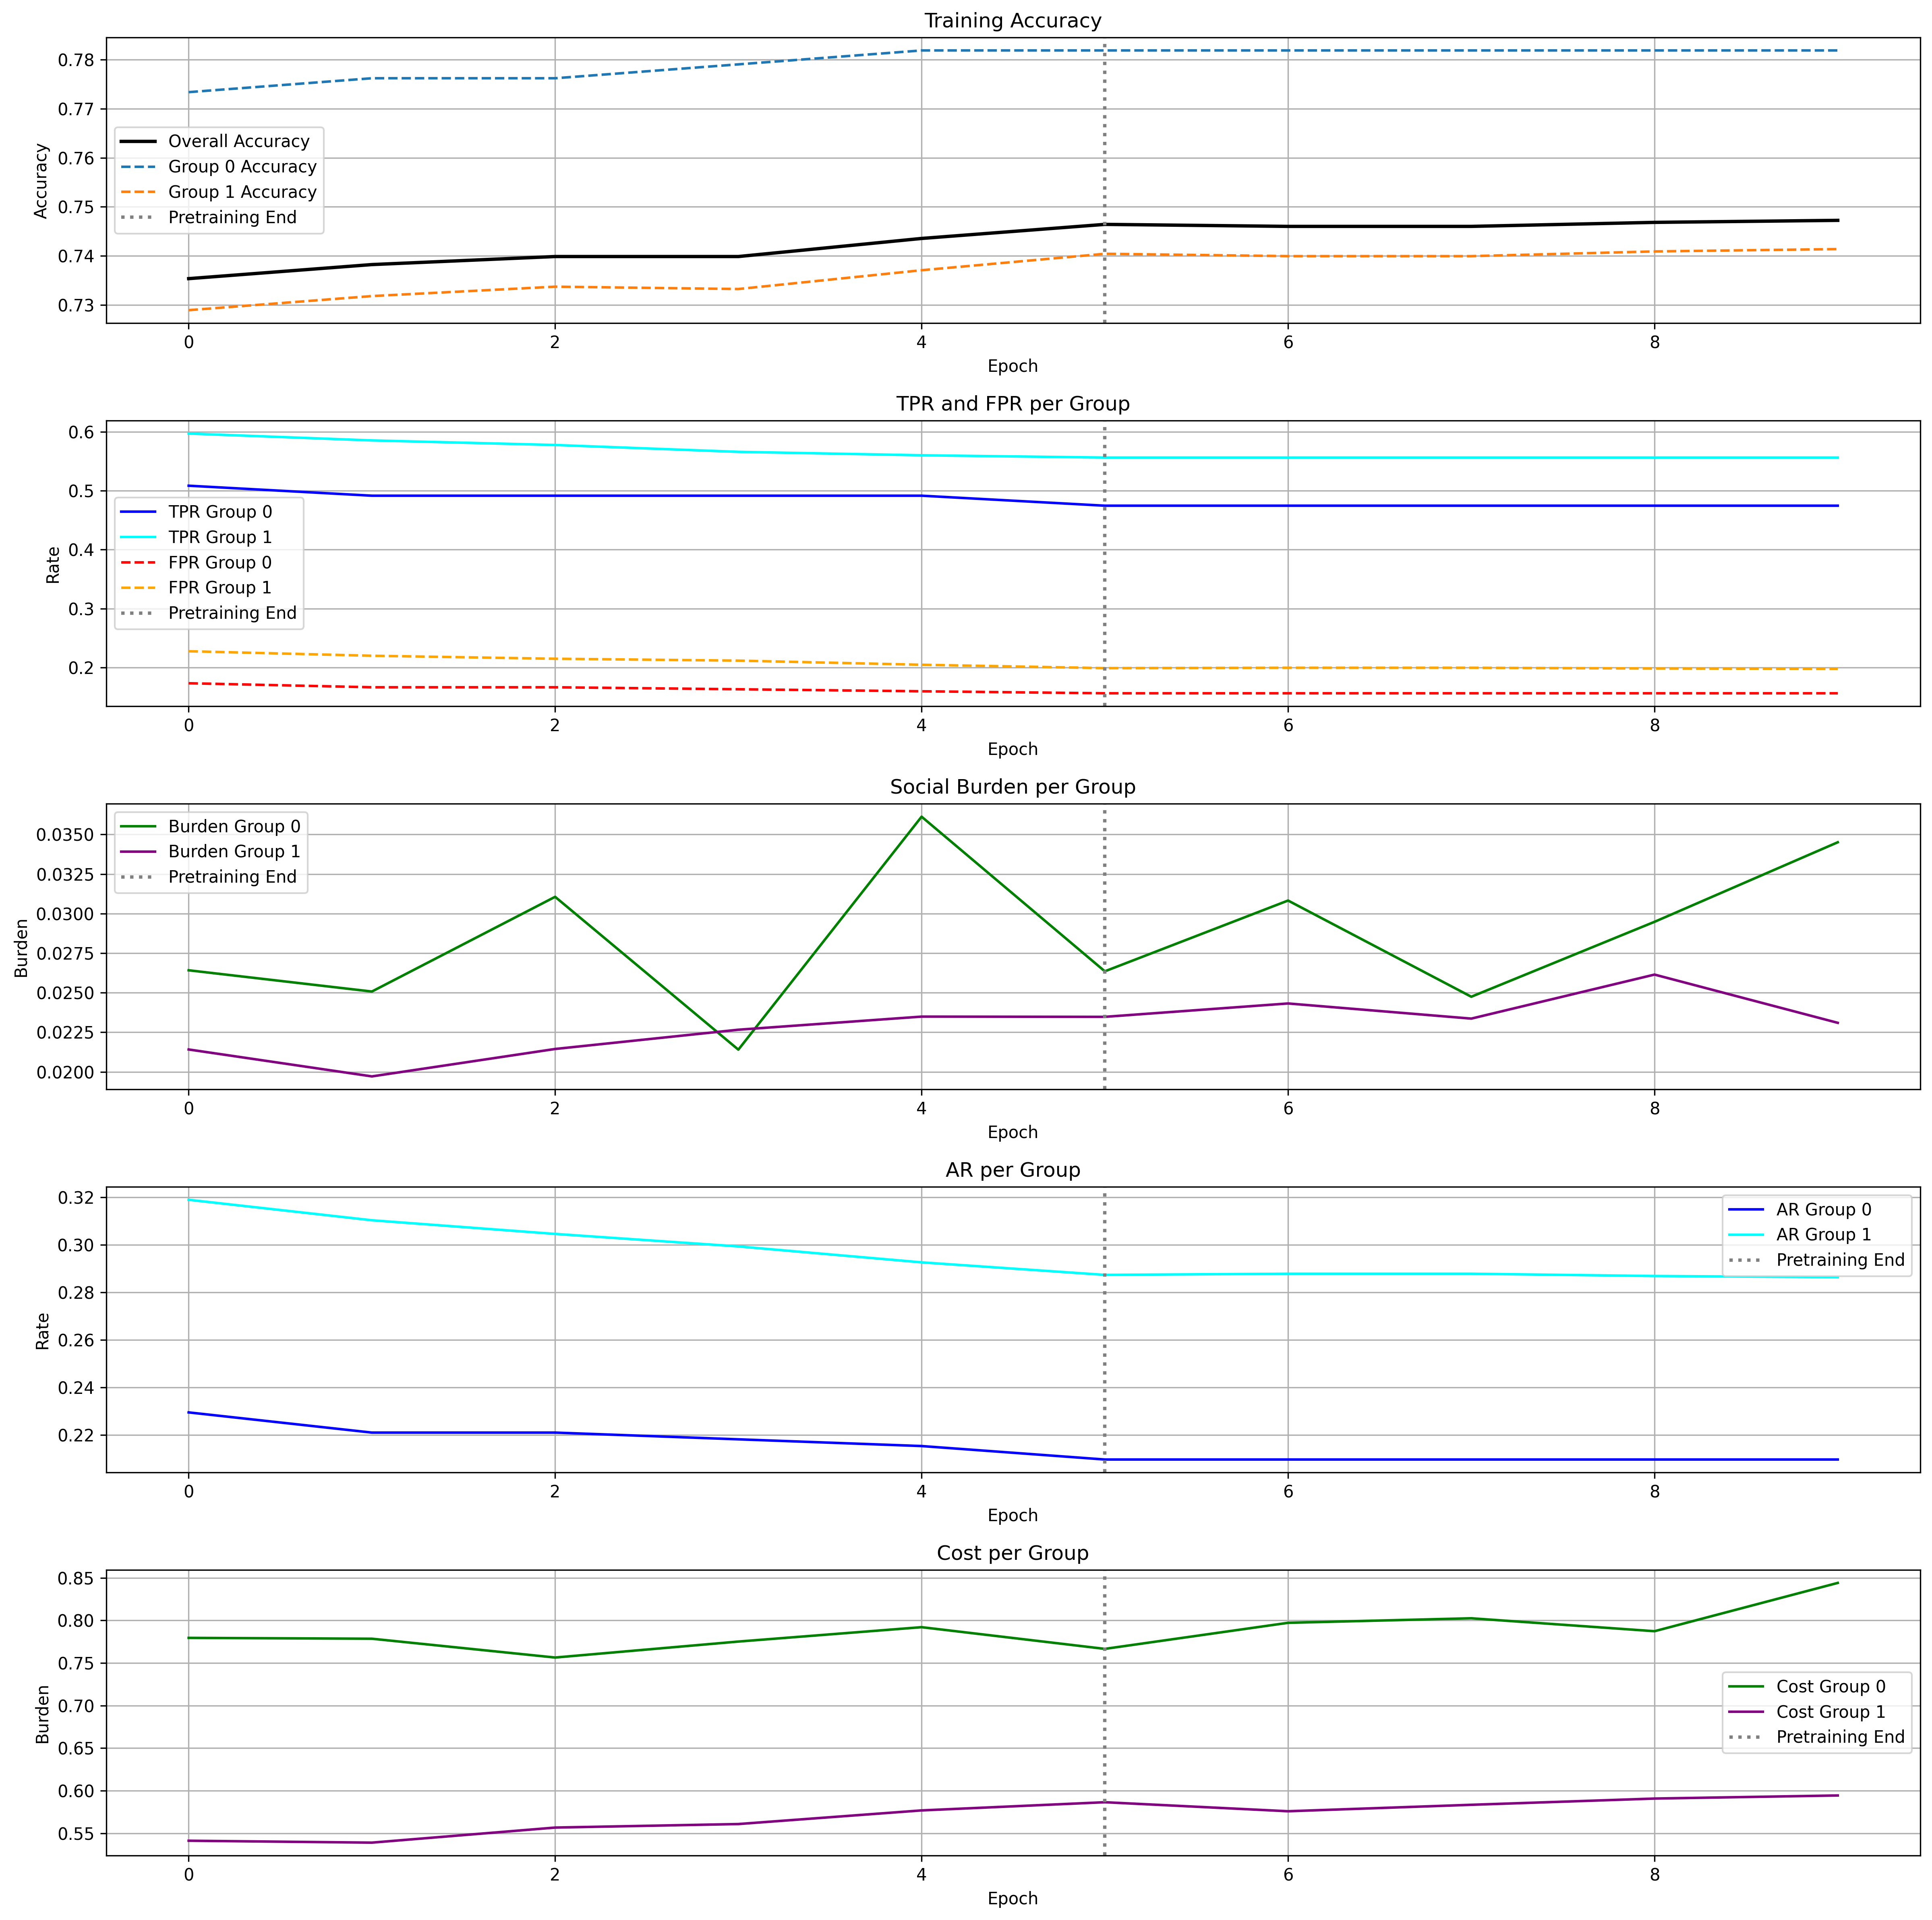 Training Accuracy
0.78
0.77
0.76
0.75
0.74
0.73
Accuracy
Overall Accuracy
Group 0 Accuracy
Group 1 Accuracy
Pretraining End
0 2 4 6 8
Epoch
TPR and FPR per Group
0.6
0.5
0.4
0.3
0.2
Rate
TPR Group 0
TPR Group 1
FPR Group 0
FPR Group 1
Pretraining End
0 2 4 6 8
Epoch
Social Burden per Group
0.0350
0.0325
0.0300
0.0275
0.0250
0.0225
0.0200
Burden
Burden Group 0
Burden Group 1
Pretraining End
0 2 4 6 8
Epoch
AR per Group
0.32
0.30
0.28
0.26
0.24
0.22
Rate
AR Group 0
AR Group 1
Pretraining End
0 2 4 6 8
Epoch
Cost per Group
0.85
0.80
0.75
0.70
0.65
0.60
0.55
Burden
Cost Group 0
Cost Group 1
Pretraining End
0 2 4 6 8
Epoch